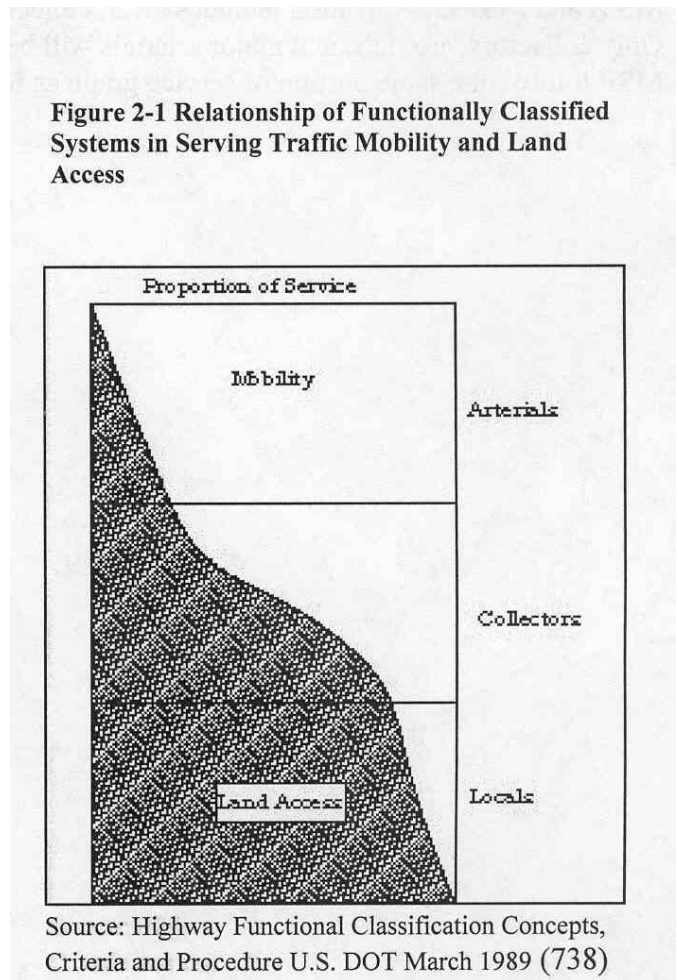 Figure 2-1 Relationship of Functionally Classified
Systems in Serving Traffic Mobility and Land
Access
Proportion of Service
Mobility
Arterials
Collectors
Land Access
Locals
Source: Highway Functional Classification Concepts,
Criteria and Procedure U.S. DOT March 1989 (738)